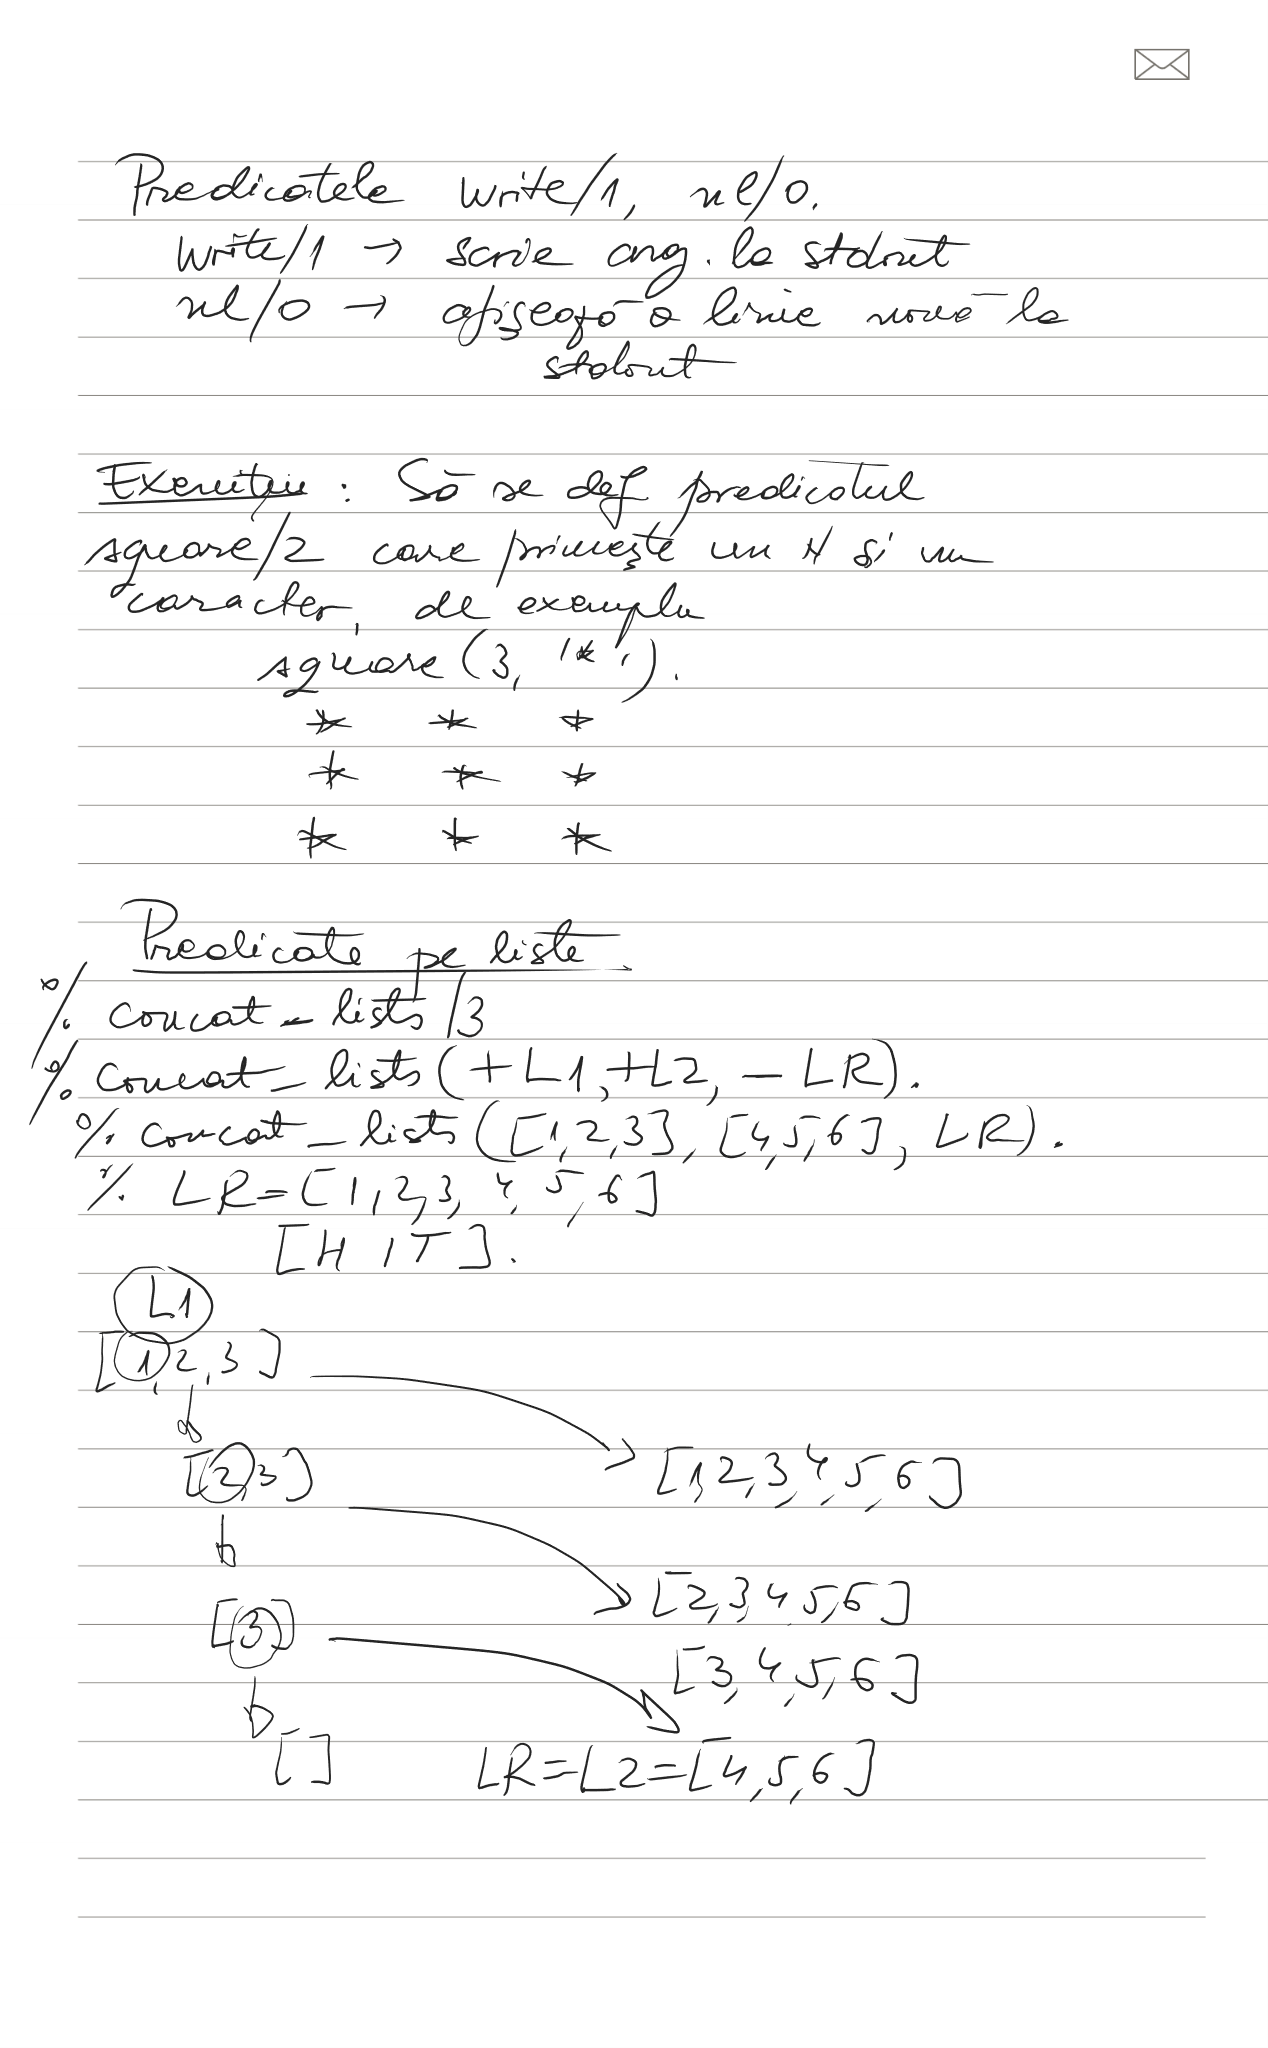 Predicatele write/1, nl/0.
write/1 → scrie arg. la stdout
nl/0 → afișează o linie nouă la
stdout
Exercițiu : Să se def predicatul
square/2 care primește un N și un
caracter, de exemplu
square (3, '*').
* * *
* * *
* * *
Predicate pe liste
% concat_lists/3
% concat_lists(+L1,+L2, -LR).
% concat_lists([1,2,3], [4,5,6], LR).
% LR=[1,2,3,4,5,6]
[H|T].
L1
[1,2,3]
[2,3] [1,2,3,4,5,6]
[3] [2,3,4,5,6]
[3,4,5,6]
[] LR=L2=[4,5,6]